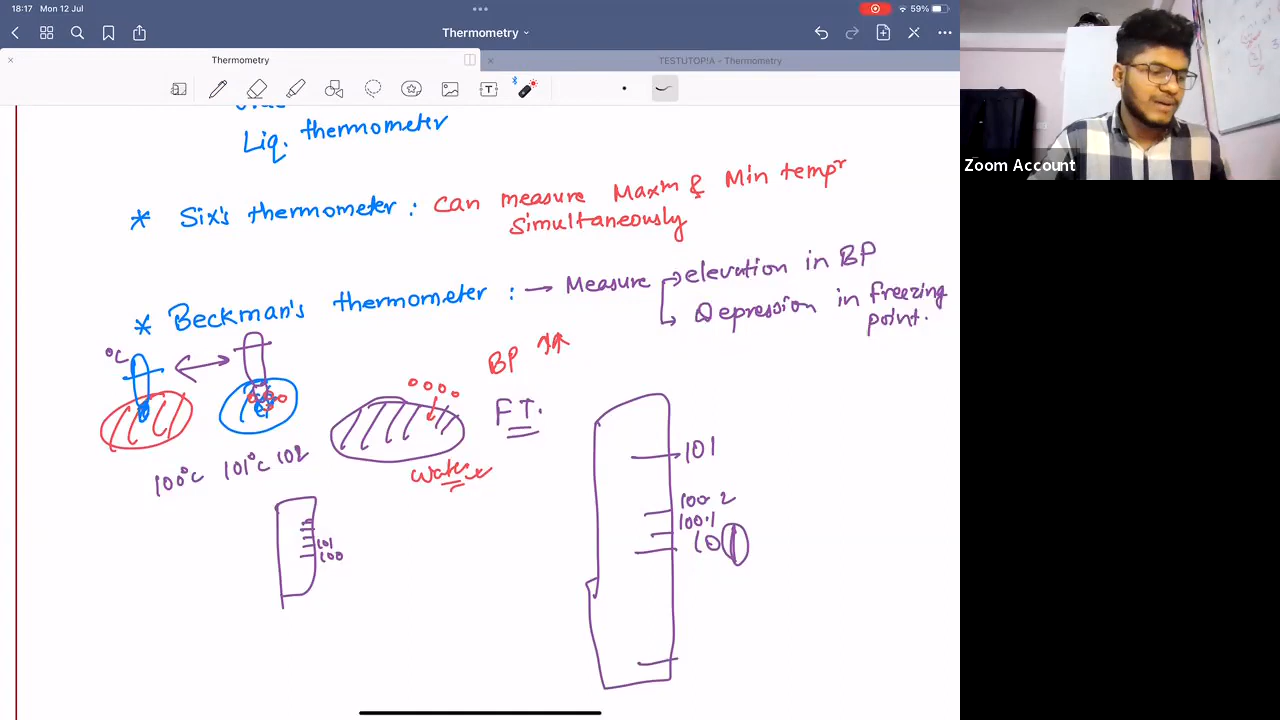 18:17 Mon 12 Jul
59%
Thermometry
Thermometry
TESTUTOPIA - Thermometry
T
Zoom Account
Liq. thermometer
* Six's thermometer : can measure Maxm & Min tempr
Simultaneously
* Beckman's thermometer : → Measure → elevation in BP
→ Depression in freezing
point.
°C
BP
F T.
water
100°C 101°C 102
101
100
101
100.2
100.1
100